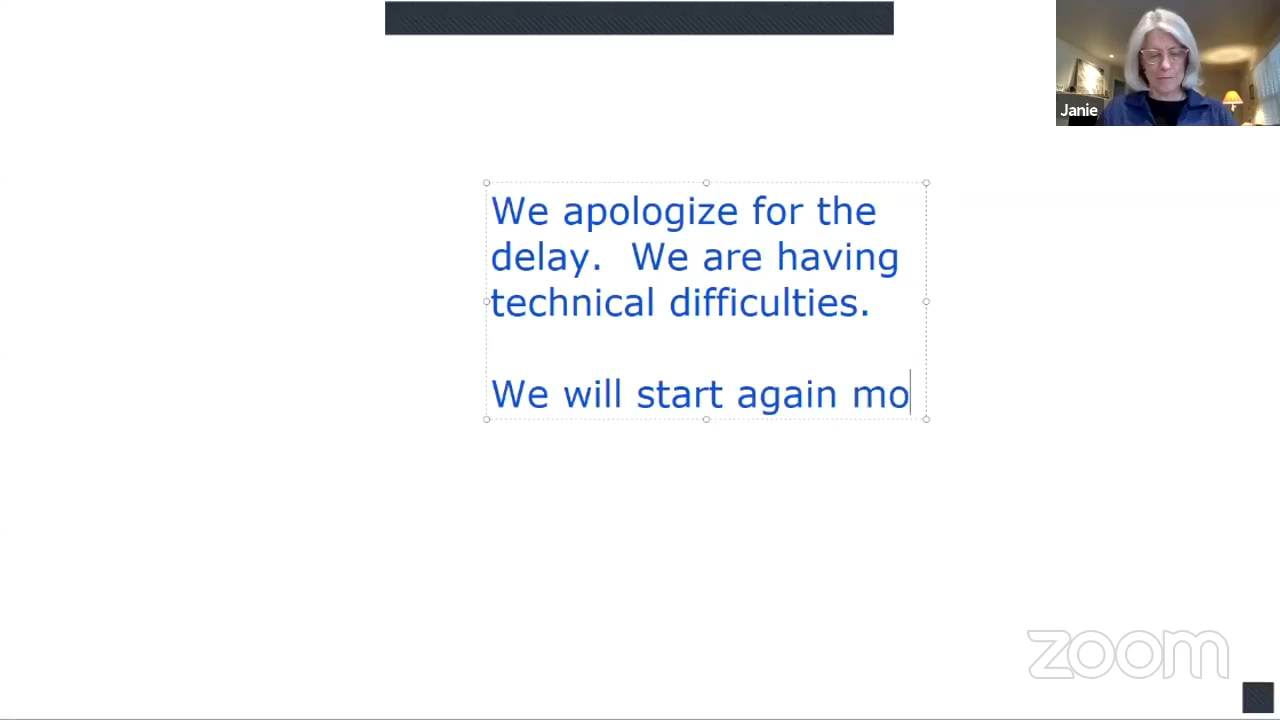 Janie
We apologize for the
delay.  We are having
technical difficulties.
We will start again mo
zoom